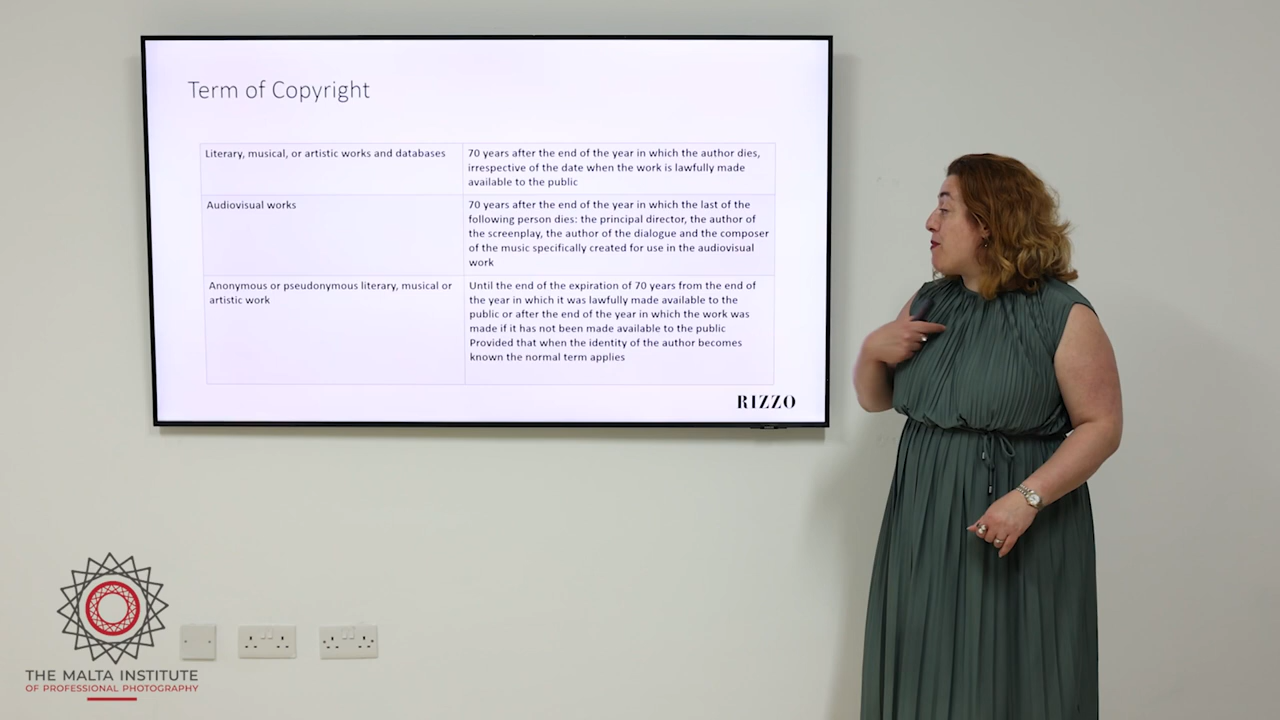 Term of Copyright
Literary, musical, or artistic works and databases
70 years after the end of the year in which the author dies,
irrespective of the date when the work is lawfully made
available to the public
Audiovisual works
70 years after the end of the year in which the last of the
following person dies: the principal director, the author of
the screenplay, the author of the dialogue and the composer
of the music specifically created for use in the audiovisual
work
Anonymous or pseudonymous literary, musical or
artistic work
Until the end of the expiration of 70 years from the end of
the year in which it was lawfully made available to the
public or after the end of the year in which the work was
made if it has not been made available to the public
Provided that when the identity of the author becomes
known the normal term applies
RIZZO
THE MALTA INSTITUTE
OF PROFESSIONAL PHOTOGRAPHY